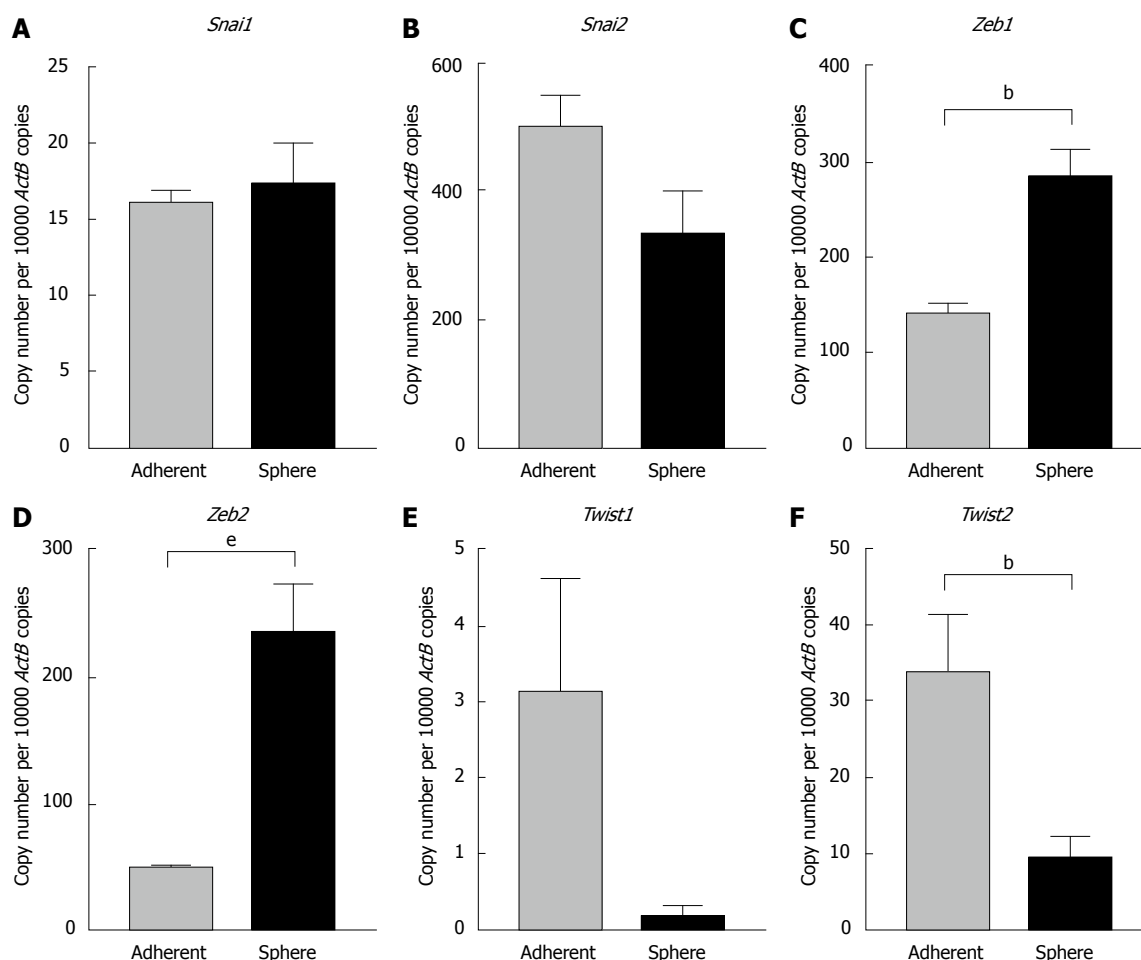 A
Snai1
Copy number per 10000 ActB copies
25
20
15
10
5
0
Adherent
Sphere
B
Snai2
Copy number per 10000 ActB copies
600
400
200
0
Adherent
Sphere
C
Zeb1
Copy number per 10000 ActB copies
400
300
200
100
0
b
Adherent
Sphere
D
Zeb2
Copy number per 10000 ActB copies
300
200
100
0
e
Adherent
Sphere
E
Twist1
Copy number per 10000 ActB copies
5
4
3
2
1
0
Adherent
Sphere
F
Twist2
Copy number per 10000 ActB copies
50
40
30
20
10
0
b
Adherent
Sphere